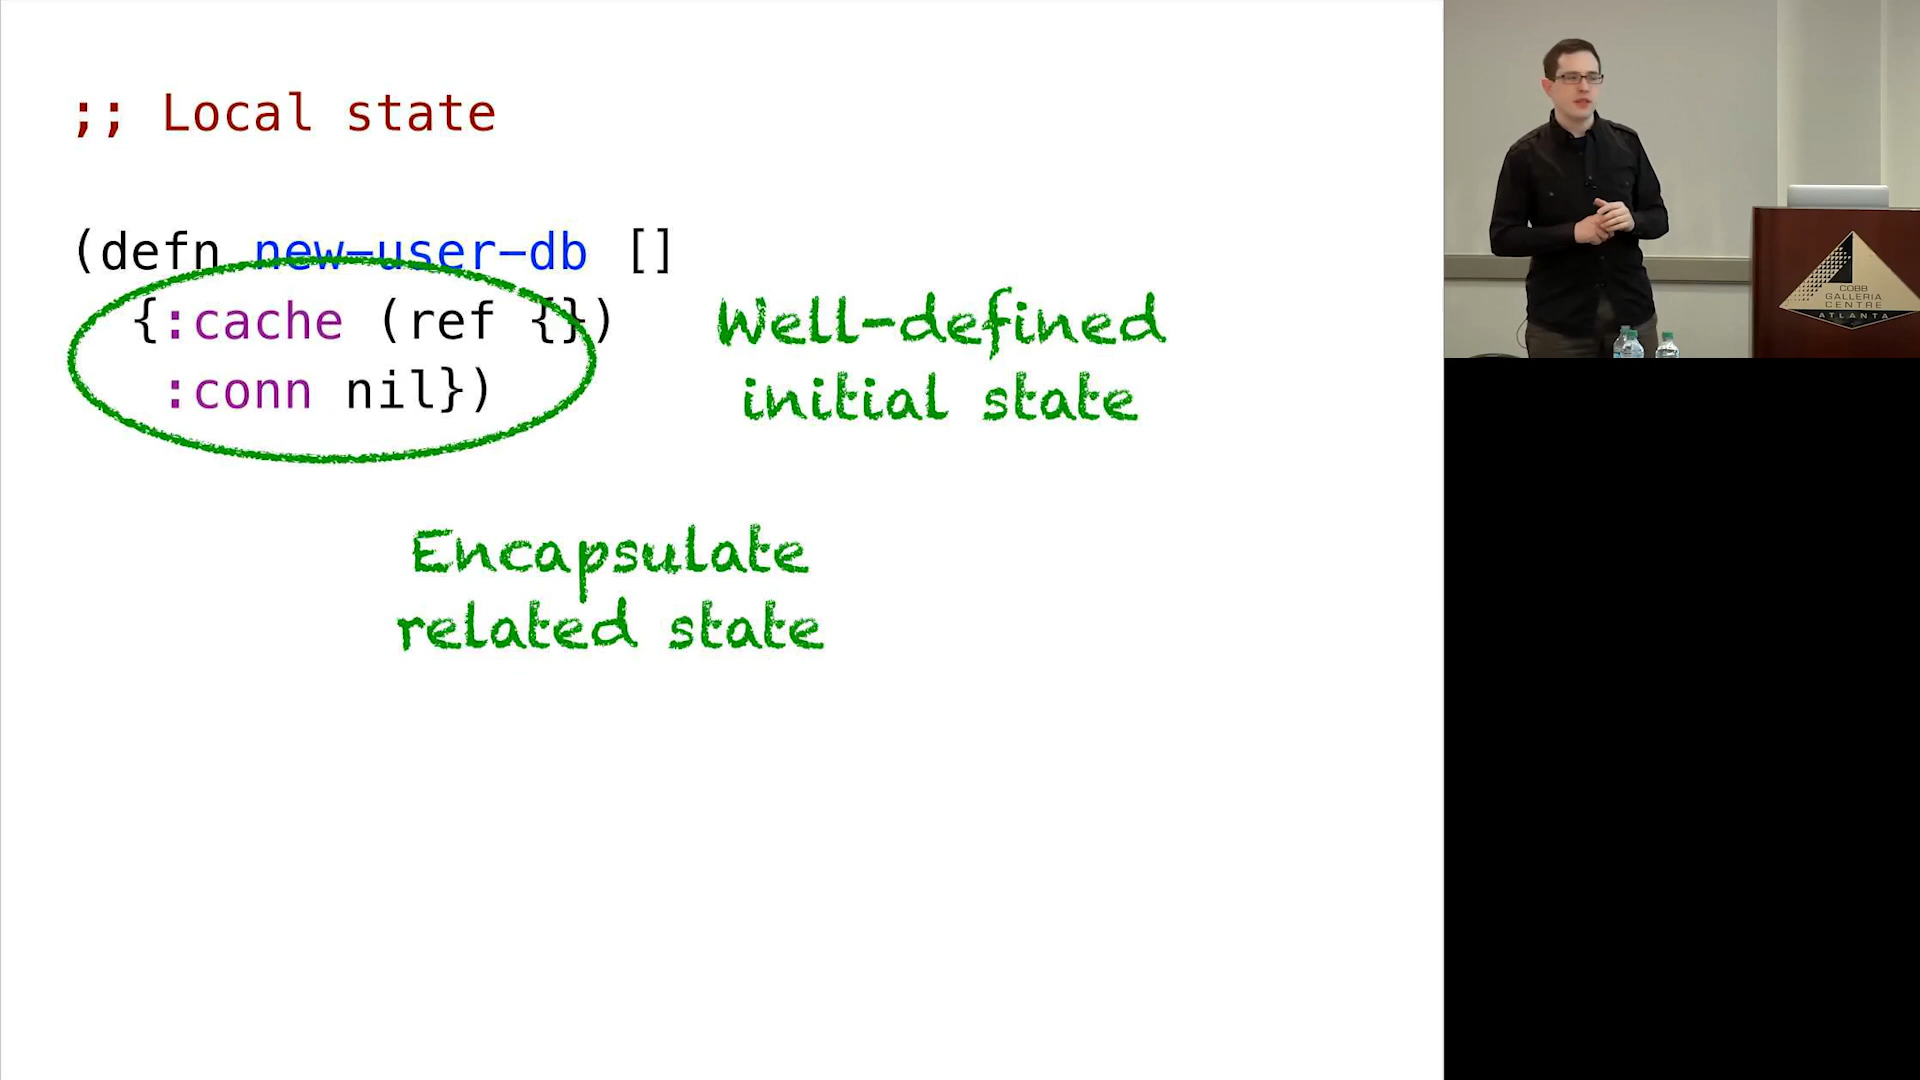 ;; Local state
(defn new-user-db []
{:cache (ref {})
:conn nil})
Well-defined
initial state
Encapsulate
related state
COBB
GALLERIA
CENTRE
ATLANTA